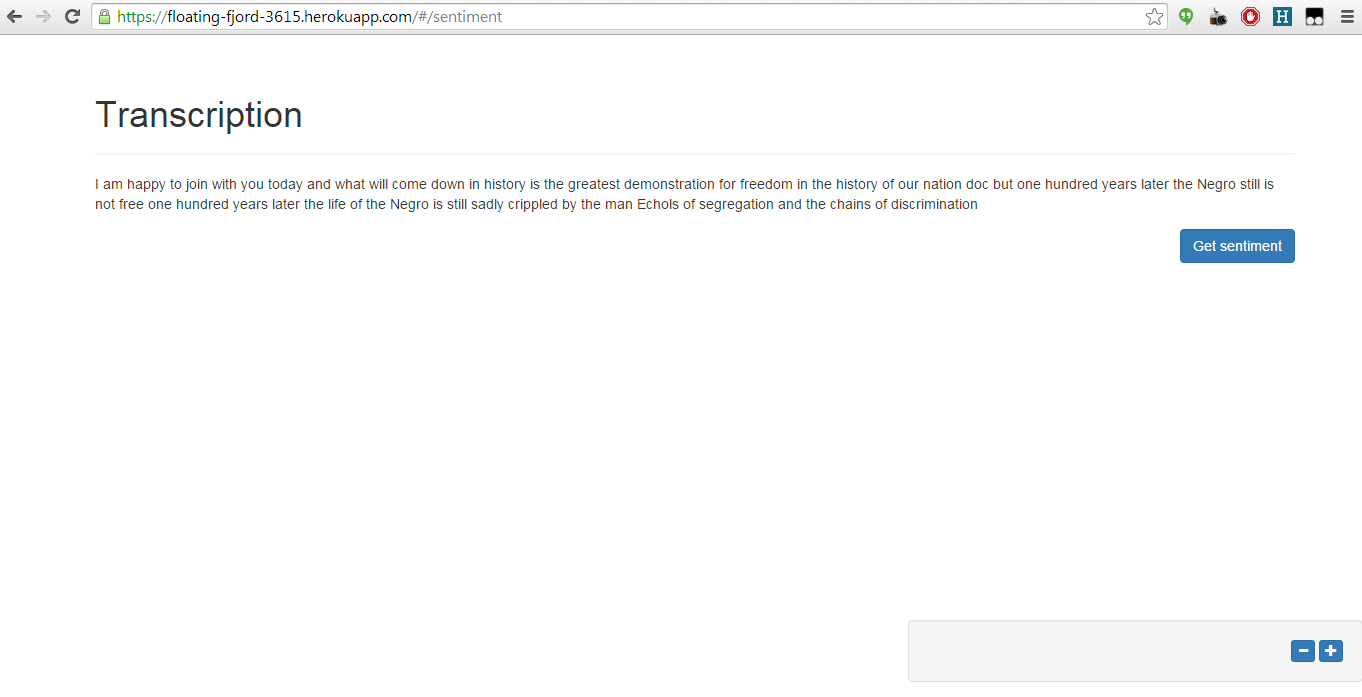 https://floating-fjord-3615.herokuapp.com/#/sentiment
H
Transcription
I am happy to join with you today and what will come down in history is the greatest demonstration for freedom in the history of our nation doc but one hundred years later the Negro still is
not free one hundred years later the life of the Negro is still sadly crippled by the man Echols of segregation and the chains of discrimination
Get sentiment